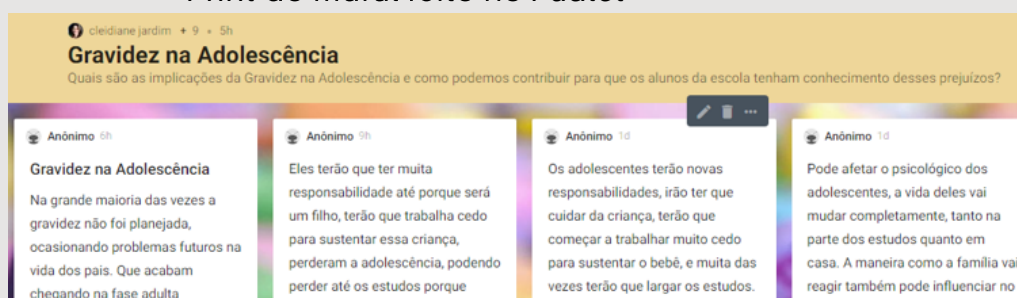 Print do mural feito no Padlet
cleidiane jardim + 9 • 5h
Gravidez na Adolescência
Quais são as implicações da Gravidez na Adolescência e como podemos contribuir para que os alunos da escola tenham conhecimento desses prejuízos?
Anônimo 6h
Gravidez na Adolescência
Na grande maioria das vezes a
gravidez não foi planejada,
ocasionando problemas futuros na
vida dos pais. Que acabam
chegando na fase adulta
Anônimo 9h
Eles terão que ter muita
responsabilidade até porque será
um filho, terão que trabalha cedo
para sustentar essa criança,
perderam a adolescência, podendo
perder até os estudos porque
Anônimo 1d
Os adolescentes terão novas
responsabilidades, irão ter que
cuidar da criança, terão que
começar a trabalhar muito cedo
para sustentar o bebê, e muita das
vezes terão que largar os estudos.
Anônimo 1d
Pode afetar o psicológico dos
adolescentes, a vida deles vai
mudar completamente, tanto na
parte dos estudos quanto em
casa. A maneira como a família vai
reagir também pode influenciar no